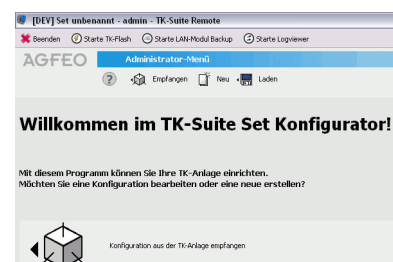 [DEV] Set unbenannt - admin - TK-Suite Remote
Beenden Starte TK-Flash Starte LAN-Modul Backup Starte Logviewer
AGFEO Administrator-Menü
? Empfangen Neu Laden
Willkommen im TK-Suite Set Konfigurator!
Mit diesem Programm können Sie Ihre TK-Anlage einrichten.
Möchten Sie eine Konfiguration bearbeiten oder eine neue erstellen?
Konfiguration aus der TK-Anlage empfangen